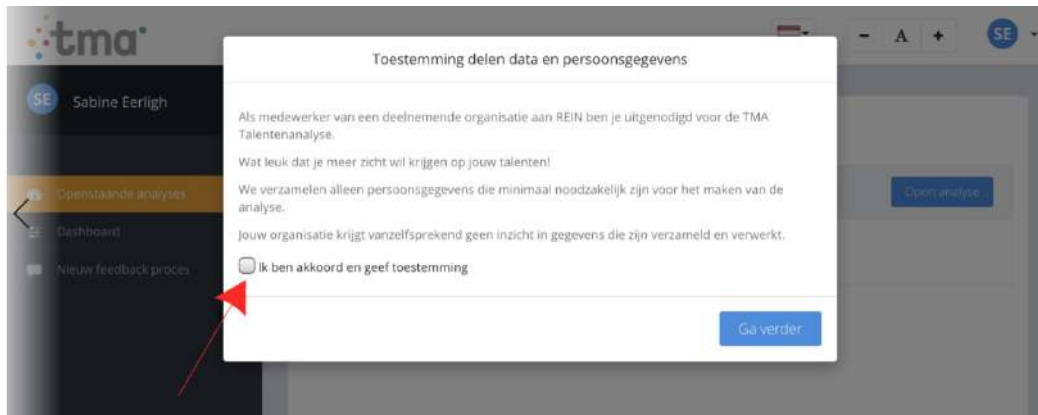 tma
- A +
SE
SE Sabine Eerligh
Openstaande analyses
Dashboard
Nieuw feedback proces
Open analyse
Toestemming delen data en persoonsgegevens
Als medewerker van een deelnemende organisatie aan REIN ben je uitgenodigd voor de TMA
Talentenanalyse.
Wat leuk dat je meer zicht wil krijgen op jouw talenten!
We verzamelen alleen persoonsgegevens die minimaal noodzakelijk zijn voor het maken van de
analyse.
Jouw organisatie krijgt vanzelfsprekend geen inzicht in gegevens die zijn verzameld en verwerkt.
Ik ben akkoord en geef toestemming
Ga verder